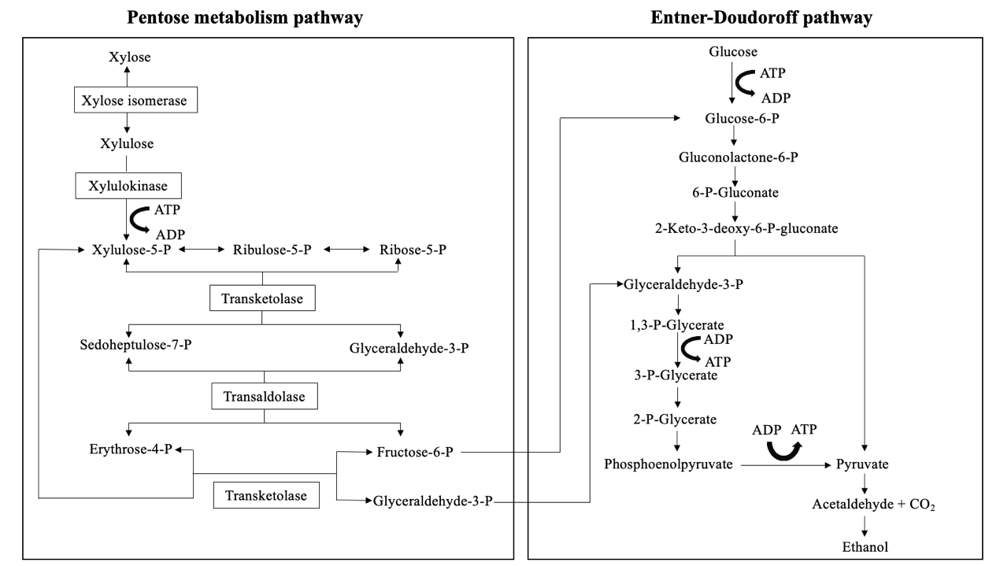 Pentose metabolism pathway
Xylose
Xylose isomerase
Xylulose
Xylulokinase
ATP
ADP
Xylulose-5-P
Ribulose-5-P
Ribose-5-P
Transketolase
Sedoheptulose-7-P
Glyceraldehyde-3-P
Transaldolase
Erythrose-4-P
Fructose-6-P
Transketolase
Glyceraldehyde-3-P
Entner-Doudoroff pathway
Glucose
ATP
ADP
Glucose-6-P
Gluconolactone-6-P
6-P-Gluconate
2-Keto-3-deoxy-6-P-gluconate
Glyceraldehyde-3-P
1,3-P-Glycerate
ADP
ATP
3-P-Glycerate
2-P-Glycerate
ADP ATP
Phosphoenolpyruvate
Pyruvate
Acetaldehyde + CO₂
Ethanol